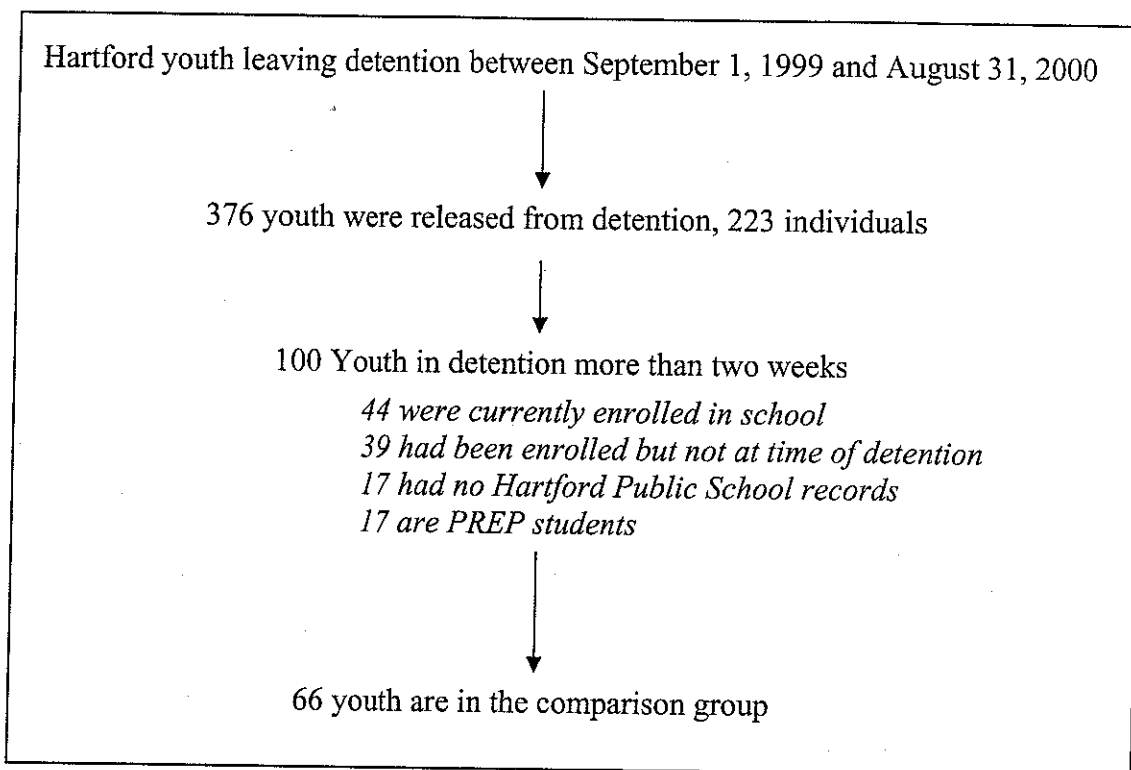 Hartford youth leaving detention between September 1, 1999 and August 31, 2000
376 youth were released from detention, 223 individuals
100 Youth in detention more than two weeks
44 were currently enrolled in school
39 had been enrolled but not at time of detention
17 had no Hartford Public School records
17 are PREP students
66 youth are in the comparison group